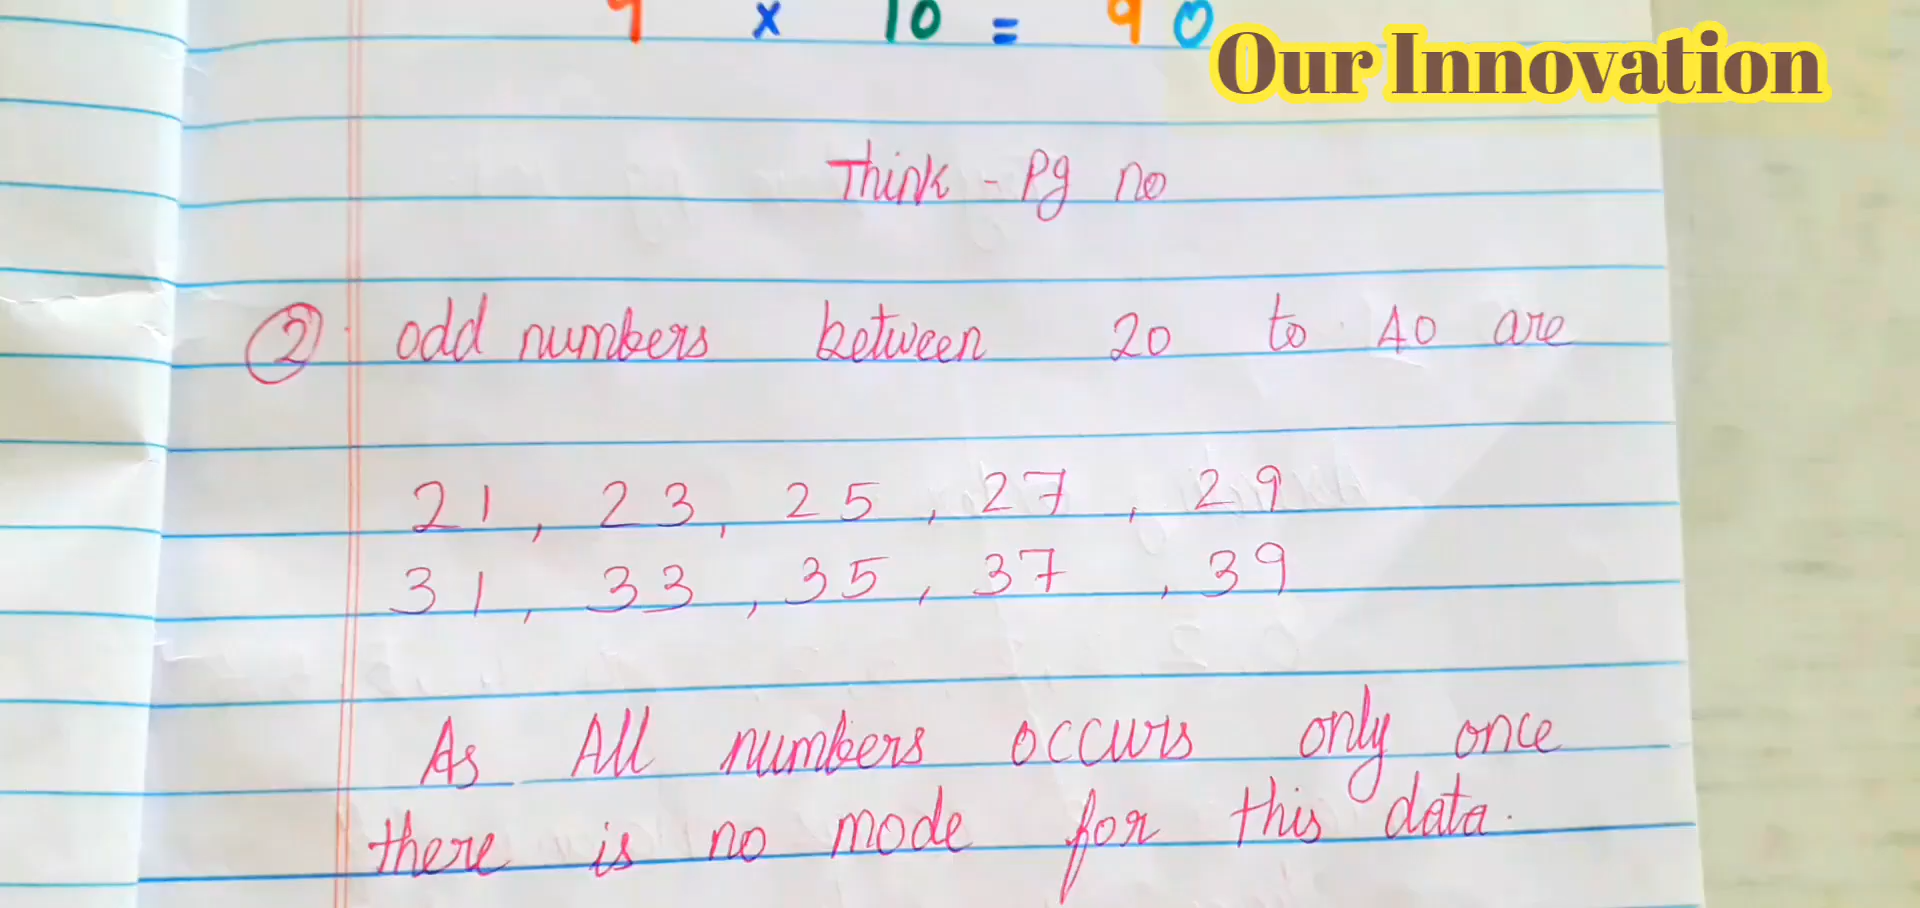 9 x 10 = 90
Our Innovation
Think - Pg no
② odd numbers between 20 to 40 are
21, 23, 25, 27, 29
31, 33, 35, 37, 39
As All numbers occurs only once
there is no mode for this data.